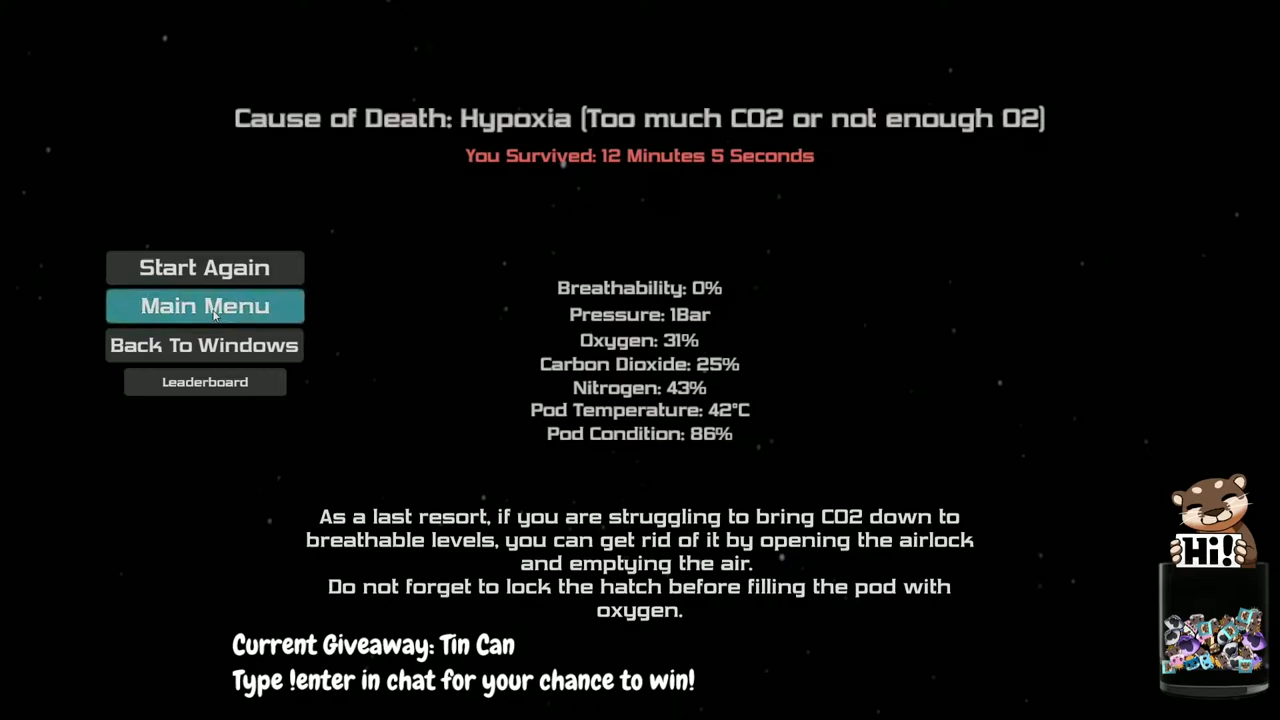 Cause of Death: Hypoxia (Too much CO2 or not enough O2)
You Survived: 12 Minutes 5 Seconds
Start Again
Main Menu
Back To Windows
Leaderboard
Breathability: 0%
Pressure: 1Bar
Oxygen: 31%
Carbon Dioxide: 25%
Nitrogen: 43%
Pod Temperature: 42°C
Pod Condition: 86%
As a last resort, if you are struggling to bring CO2 down to
breathable levels, you can get rid of it by opening the airlock
and emptying the air.
Do not forget to lock the hatch before filling the pod with
oxygen.
Hi!
Current Giveaway: Tin Can
Type !enter in chat for your chance to win!